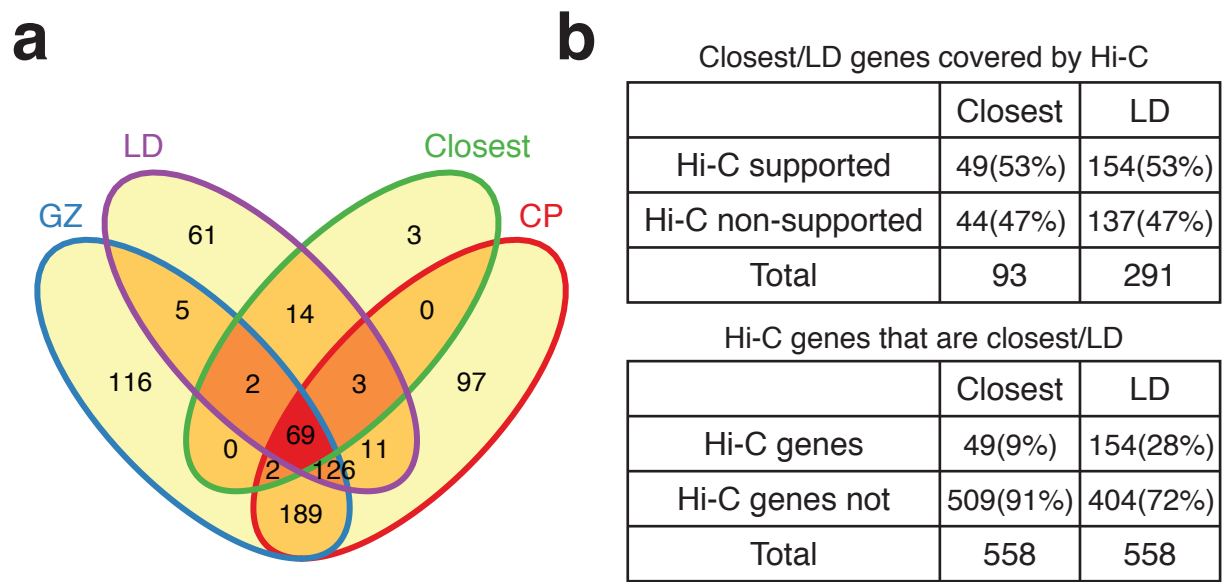 a
LD
Closest
GZ
CP
61
3
5
14
0
116
2
3
97
69
0
2
126
11
189
b
Closest/LD genes covered by Hi-C
Closest LD
Hi-C supported 49(53%) 154(53%)
Hi-C non-supported 44(47%) 137(47%)
Total 93 291
Hi-C genes that are closest/LD
Closest LD
Hi-C genes 49(9%) 154(28%)
Hi-C genes not 509(91%) 404(72%)
Total 558 558